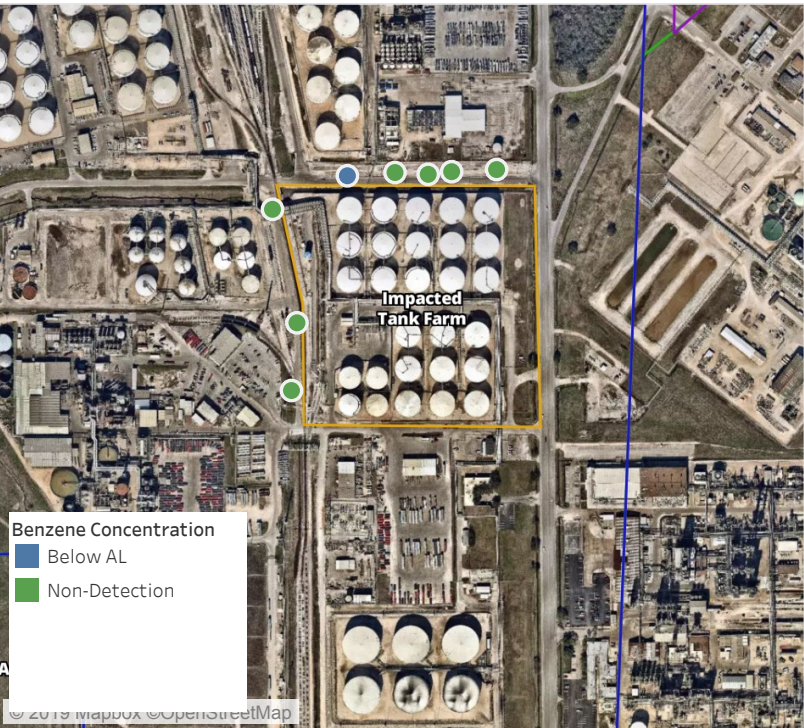 Impacted
Tank Farm
Benzene Concentration
Below AL
Non-Detection
A
© 2019 Mapbox ©OpenStreetMap